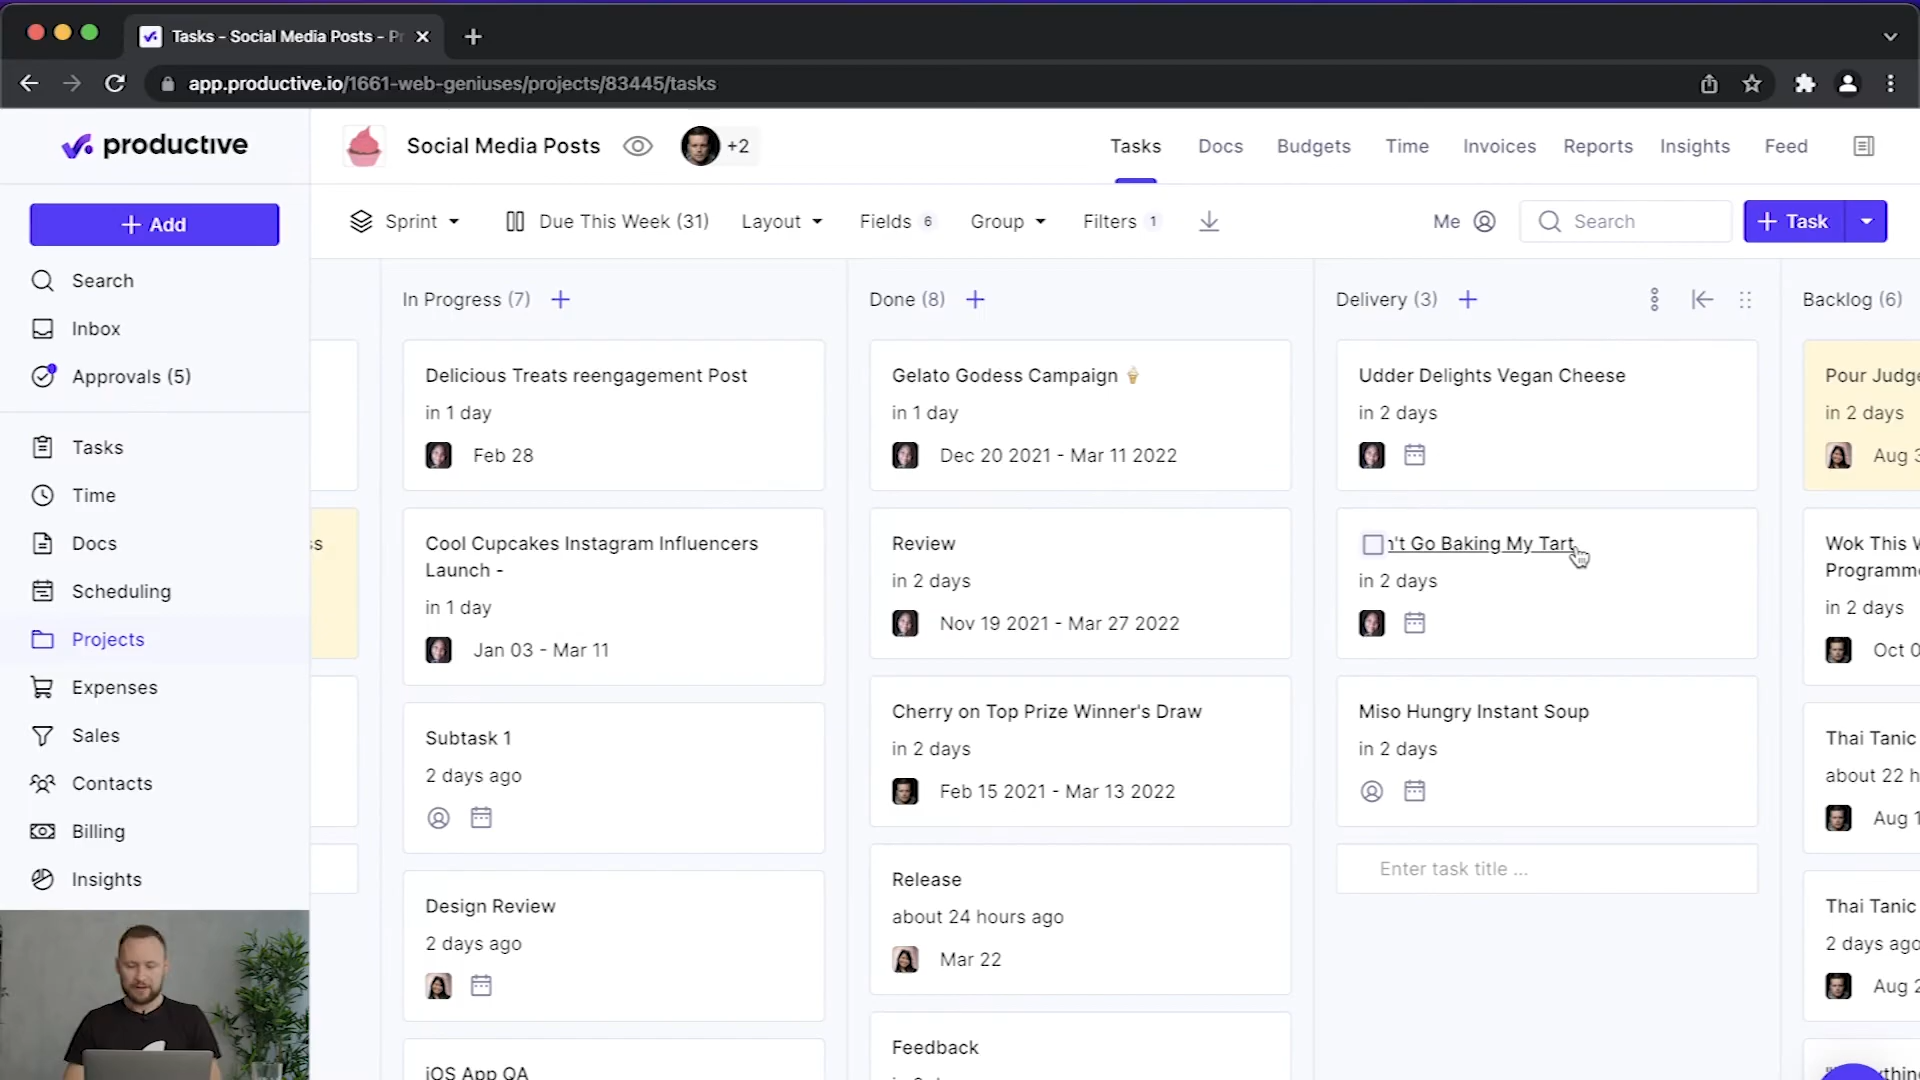 Tasks - Social Media Posts - Pr
app.productive.io/1661-web-geniuses/projects/83445/tasks
productive
Social Media Posts
+2
Tasks
Docs
Budgets
Time
Invoices
Reports
Insights
Feed
Add
Sprint
Due This Week (31)
Layout
Fields 6
Group
Filters 1
Me
Search
Task
Search
Inbox
Approvals (5)
Tasks
Time
Docs
Scheduling
Projects
Expenses
Sales
Contacts
Billing
Insights
In Progress (7)
Delicious Treats reengagement Post
in 1 day
Feb 28
Cool Cupcakes Instagram Influencers
Launch -
in 1 day
Jan 03 - Mar 11
Subtask 1
2 days ago
Design Review
2 days ago
iOS App QA
Done (8)
Gelato Godess Campaign
in 1 day
Dec 20 2021 - Mar 11 2022
Review
in 2 days
Nov 19 2021 - Mar 27 2022
Cherry on Top Prize Winner's Draw
in 2 days
Feb 15 2021 - Mar 13 2022
Release
about 24 hours ago
Mar 22
Feedback
Delivery (3)
Udder Delights Vegan Cheese
in 2 days
n't Go Baking My Tart
in 2 days
Miso Hungry Instant Soup
in 2 days
Enter task title ...
Backlog (6)
Pour Judge
in 2 days
Aug 3
Wok This W
Programme
in 2 days
Oct 0
Thai Tanic
about 22 h
Aug 1
Thai Tanic
2 days ago
Aug 2